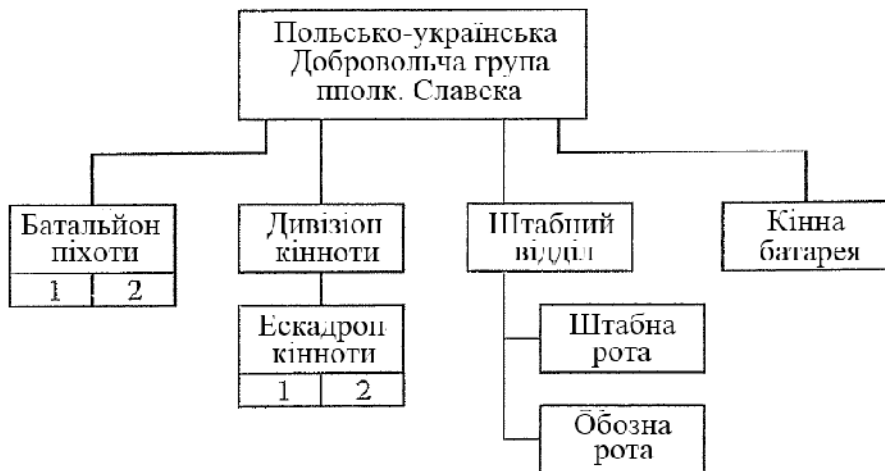 Польсько-українська
Добровольча група
пполк. Славска
Батальйон
піхоти
1 2
Дивізіон
кінноти
Ескадрон
кінноти
1 2
Штабний
відділ
Штабна
рота
Обозна
рота
Кінна
батарея